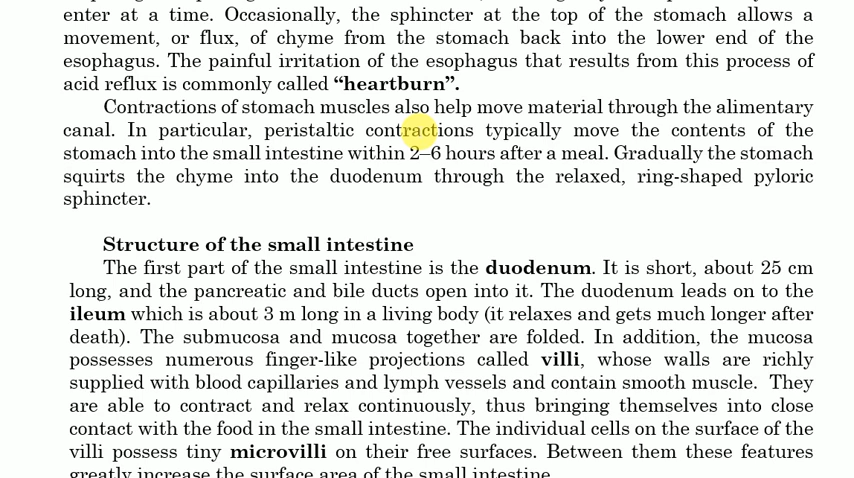 enter at a time. Occasionally, the sphincter at the top of the stomach allows a
movement, or flux, of chyme from the stomach back into the lower end of the
esophagus. The painful irritation of the esophagus that results from this process of
acid reflux is commonly called “heartburn”.
Contractions of stomach muscles also help move material through the alimentary
canal. In particular, peristaltic contractions typically move the contents of the
stomach into the small intestine within 2–6 hours after a meal. Gradually the stomach
squirts the chyme into the duodenum through the relaxed, ring-shaped pyloric
sphincter.
Structure of the small intestine
The first part of the small intestine is the duodenum. It is short, about 25 cm
long, and the pancreatic and bile ducts open into it. The duodenum leads on to the
ileum which is about 3 m long in a living body (it relaxes and gets much longer after
death). The submucosa and mucosa together are folded. In addition, the mucosa
possesses numerous finger-like projections called villi, whose walls are richly
supplied with blood capillaries and lymph vessels and contain smooth muscle. They
are able to contract and relax continuously, thus bringing themselves into close
contact with the food in the small intestine. The individual cells on the surface of the
villi possess tiny microvilli on their free surfaces. Between them these features
greatly increase the surface area of the small intestine.